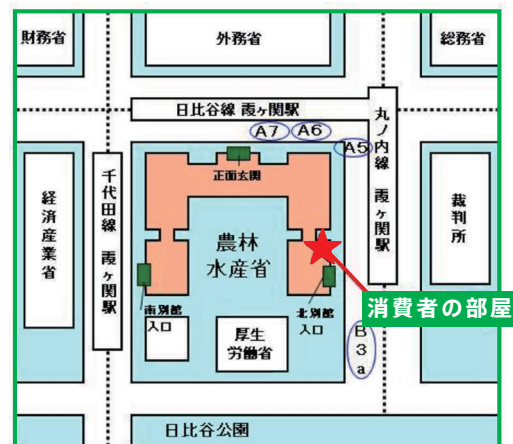 財務省
外務省
総務省
日比谷線 霞ヶ関駅
A7
A6
A5
丸ノ内線 霞ヶ関駅
正面玄関
千代田線 霞ヶ関駅
経済産業省
裁判所
農林
水産省
消費者の部屋
南別館
入口
北別館
入口
厚生
労働省
B3a
日比谷公園